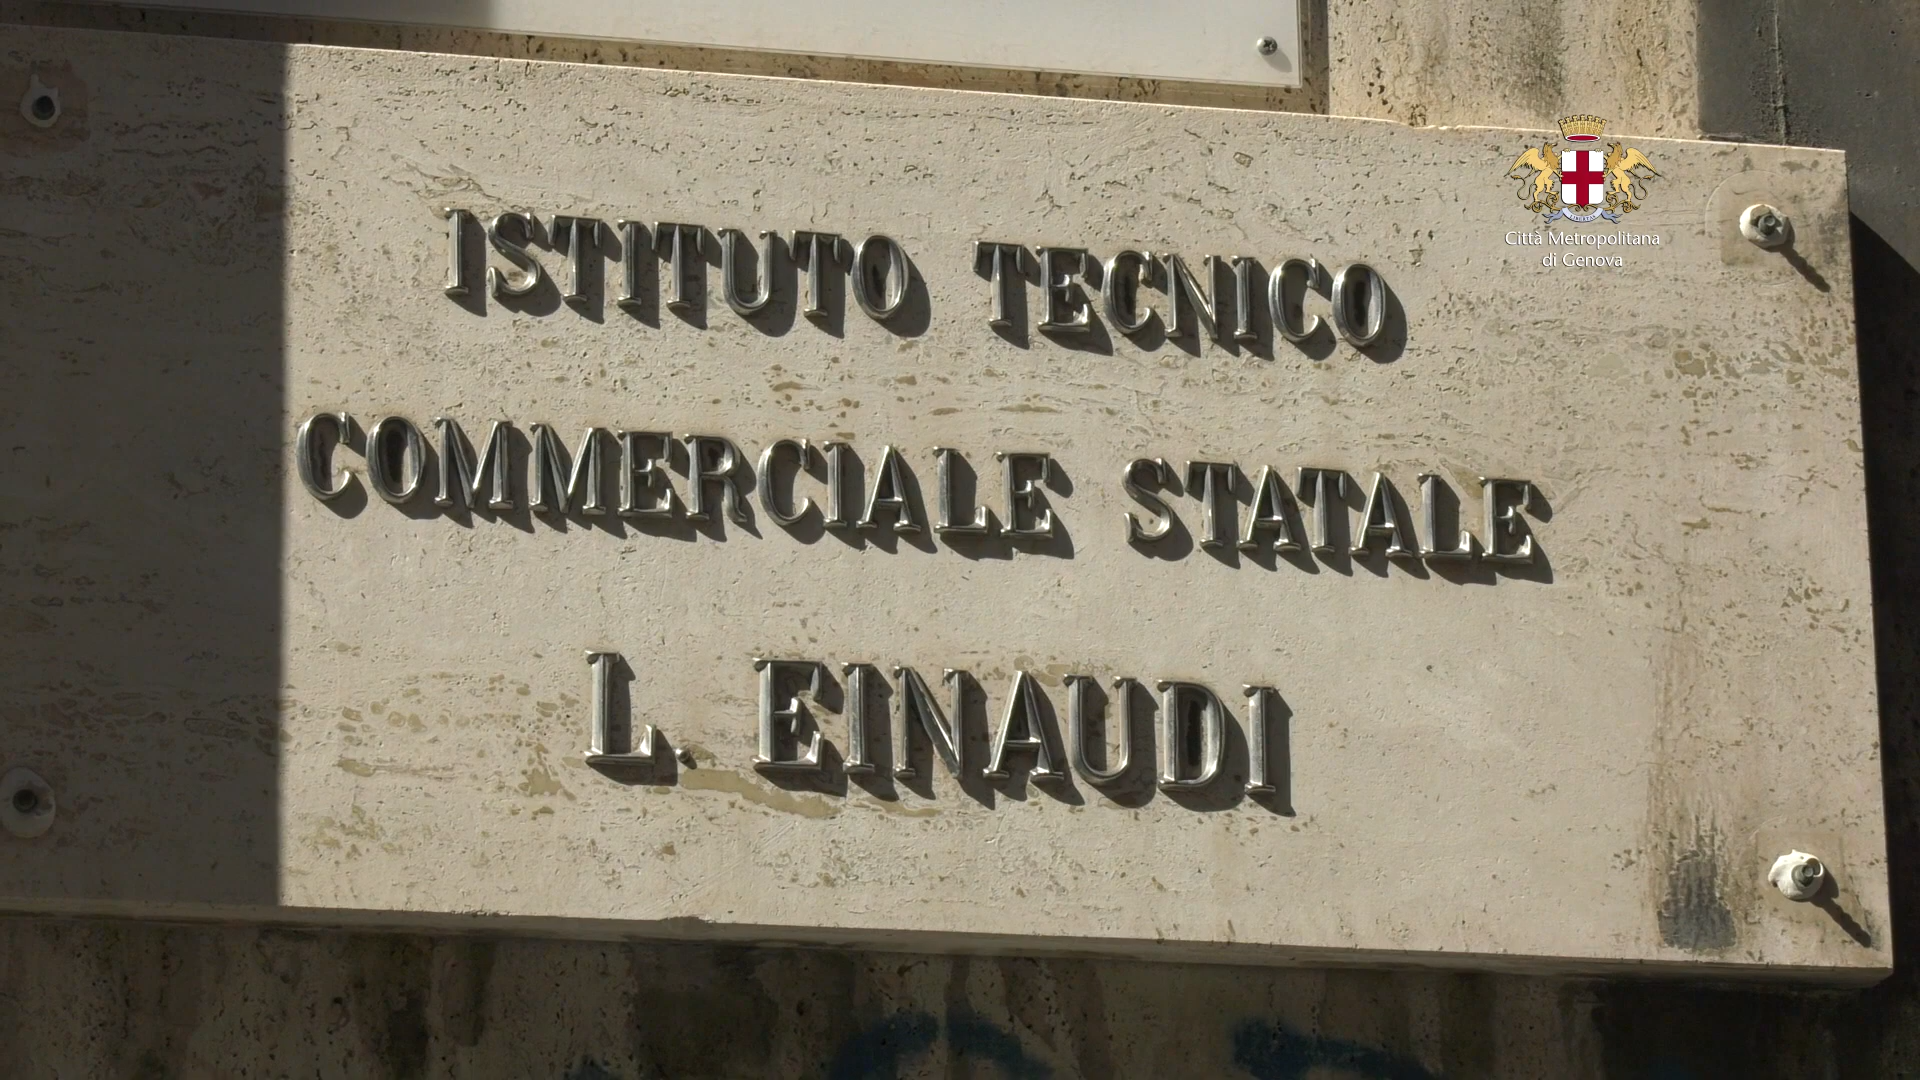 ISTITUTO TECNICO
COMMERCIALE STATALE
L. EINAUDI
Città Metropolitana
di Genova